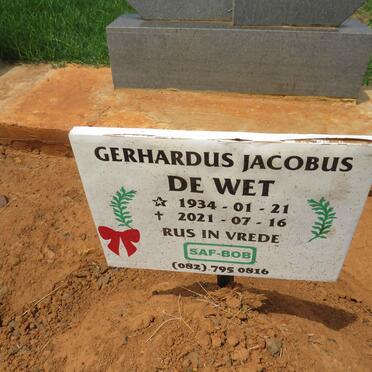 GERHARDUS JACOBUS
DE WET
☆ 1934 - 01 - 21
† 2021 - 07 - 16
RUS IN VREDE
SAF-BOB
(082) 795 0816